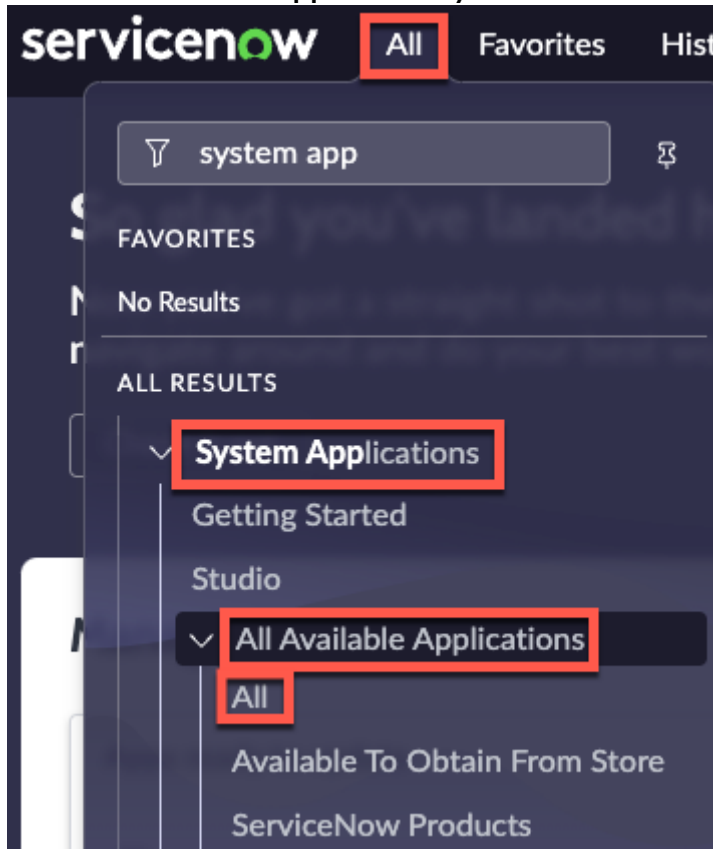 servicenow All Favorites Hist
system app
FAVORITES
No Results
ALL RESULTS
System Applications
Getting Started
Studio
All Available Applications
All
Available To Obtain From Store
ServiceNow Products